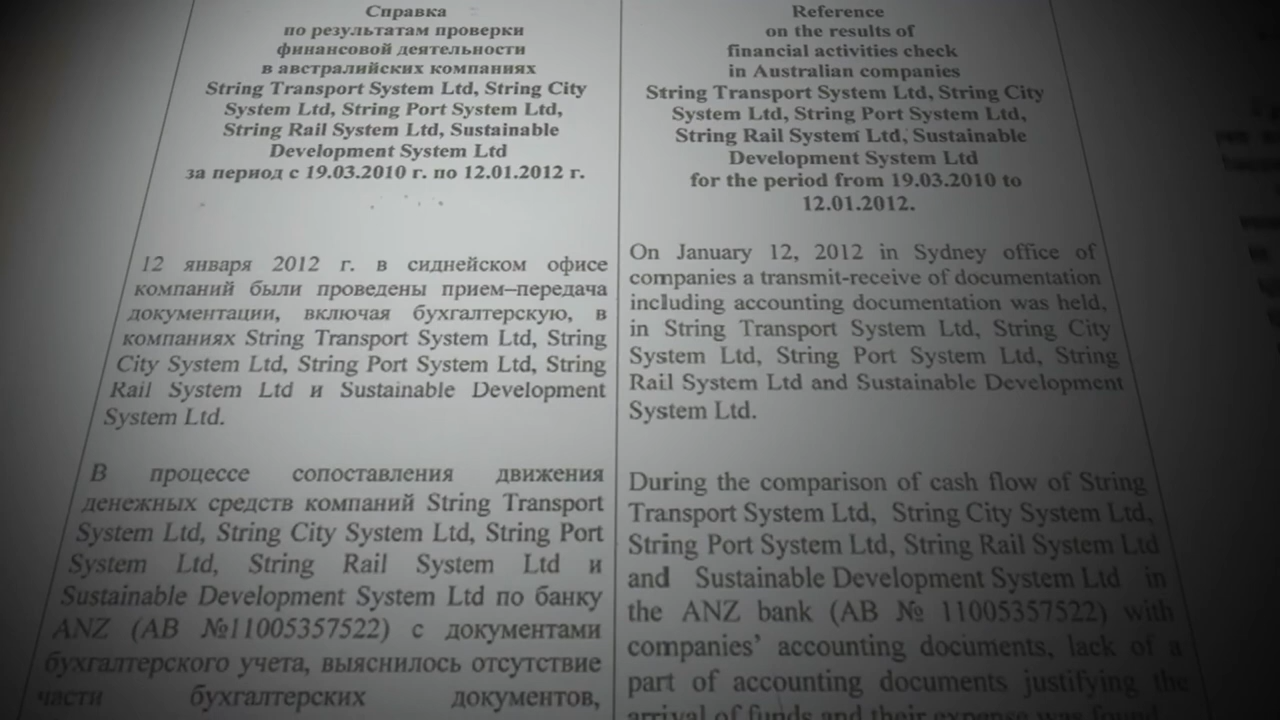 Справка
по результатам проверки
финансовой деятельности
в австралийских компаниях
String Transport System Ltd, String City
System Ltd, String Port System Ltd,
String Rail System Ltd, Sustainable
Development System Ltd
за период с 19.03.2010 г. по 12.01.2012 г.
12 января 2012 г. в сиднейском офисе
компаний были проведены прием–передача
документации, включая бухгалтерскую, в
компаниях String Transport System Ltd, String
City System Ltd, String Port System Ltd, String
Rail System Ltd и Sustainable Development
System Ltd.
В процессе сопоставления движения
денежных средств компаний String Transport
System Ltd, String City System Ltd, String Port
System Ltd, String Rail System Ltd и
Sustainable Development System Ltd по банку
ANZ (АВ №11005357522) с документами
бухгалтерского учета, выяснилось отсутствие
части бухгалтерских документов,
Reference
on the results of
financial activities check
in Australian companies
String Transport System Ltd, String City
System Ltd, String Port System Ltd,
String Rail System Ltd, Sustainable
Development System Ltd
for the period from 19.03.2010 to
12.01.2012.
On January 12, 2012 in Sydney office of
companies a transmit-receive of documentation
including accounting documentation was held,
in String Transport System Ltd, String City
System Ltd, String Port System Ltd, String
Rail System Ltd and Sustainable Development
System Ltd.
During the comparison of cash flow of String
Transport System Ltd, String City System Ltd,
String Port System Ltd, String Rail System Ltd
and Sustainable Development System Ltd in
the ANZ bank (AB № 11005357522) with
companies’ accounting documents, lack of a
part of accounting documents justifying the
arrival of funds and their expense was found